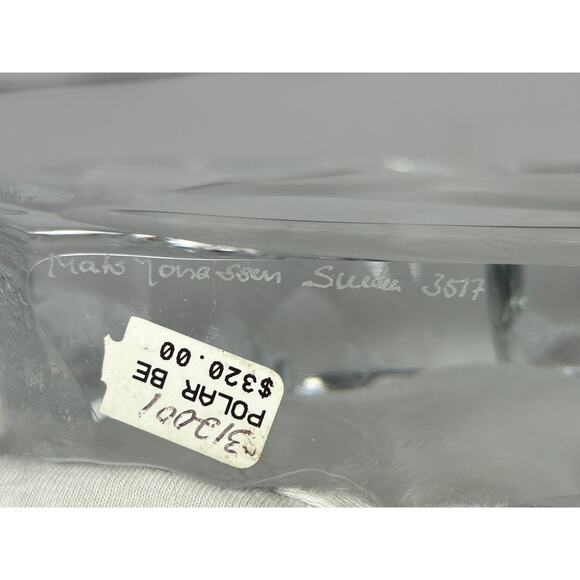 Mats Jonasson Sweden 3517
313001
POLAR BE
$320.00